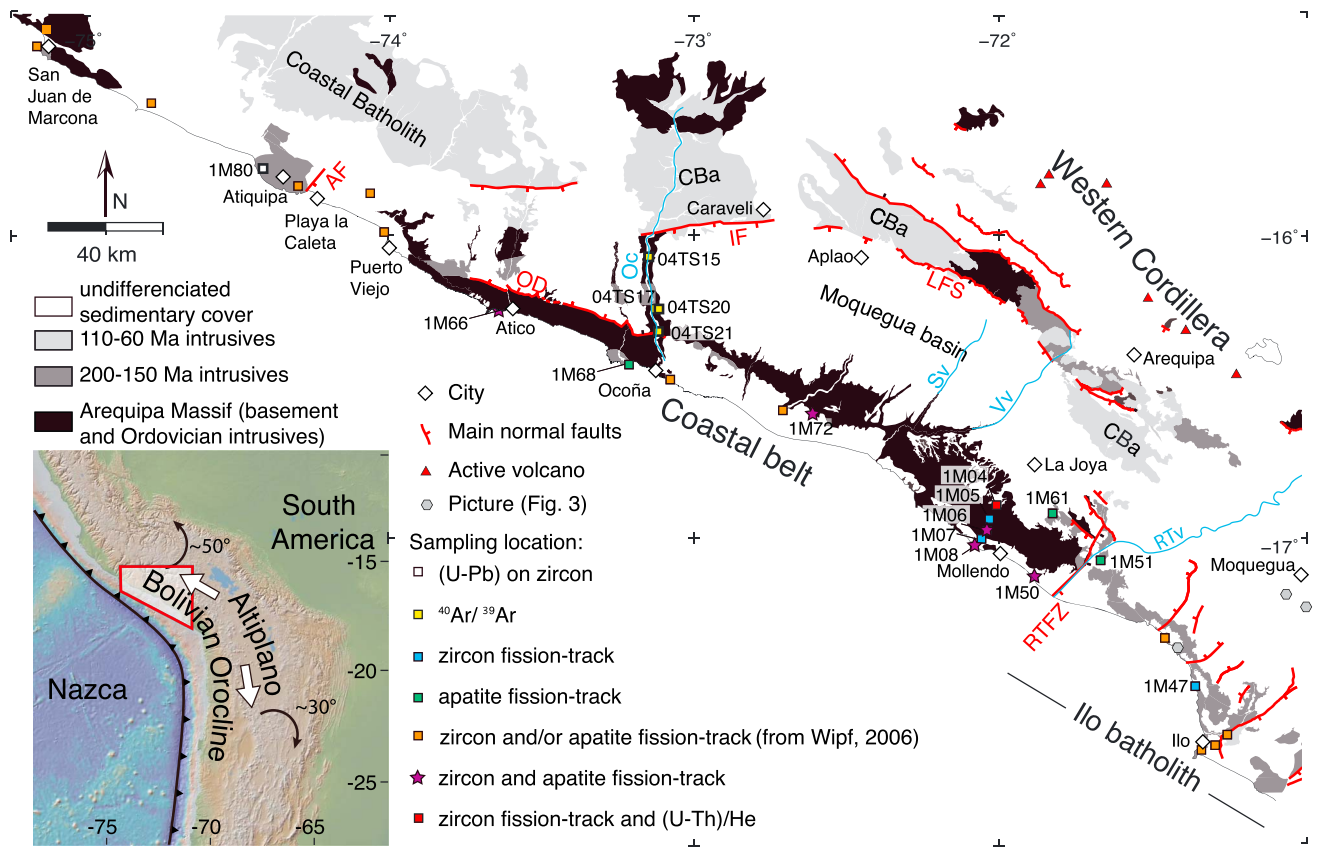 -75°
-74°
-73°
-72°
San
Juan de
Marcona
Coastal Batholith
1M80
Atiquipa
AF
N
40 km
Playa la
Caleta
Puerto
Viejo
CBa
Caraveli
IF
Oc
04TS15
04TS17
04TS20
04TS21
OD
1M66
Atico
1M68
Ocoña
CBa
Aplao
LFS
Western Cordillera
-16°
Moquegua basin
Arequipa
Sv
Vv
CBa
Coastal belt
1M72
La Joya
1M04
1M05
1M06
1M07
1M08
Mollendo
1M61
1M50
1M51
RTFZ
RTv
-17°
Moquegua
1M47
Ilo
Ilo batholith
undifferenciated
sedimentary cover
110-60 Ma intrusives
200-150 Ma intrusives
Arequipa Massif (basement
and Ordovician intrusives)
City
Main normal faults
Active volcano
Picture (Fig. 3)
Sampling location:
(U-Pb) on zircon
40Ar/ 39Ar
zircon fission-track
apatite fission-track
zircon and/or apatite fission-track (from Wipf, 2006)
zircon and apatite fission-track
zircon fission-track and (U-Th)/He
South
America
~50°
Bolivian Orocline
Altiplano
~30°
Nazca
-15
-20
-25
-75
-70
-65